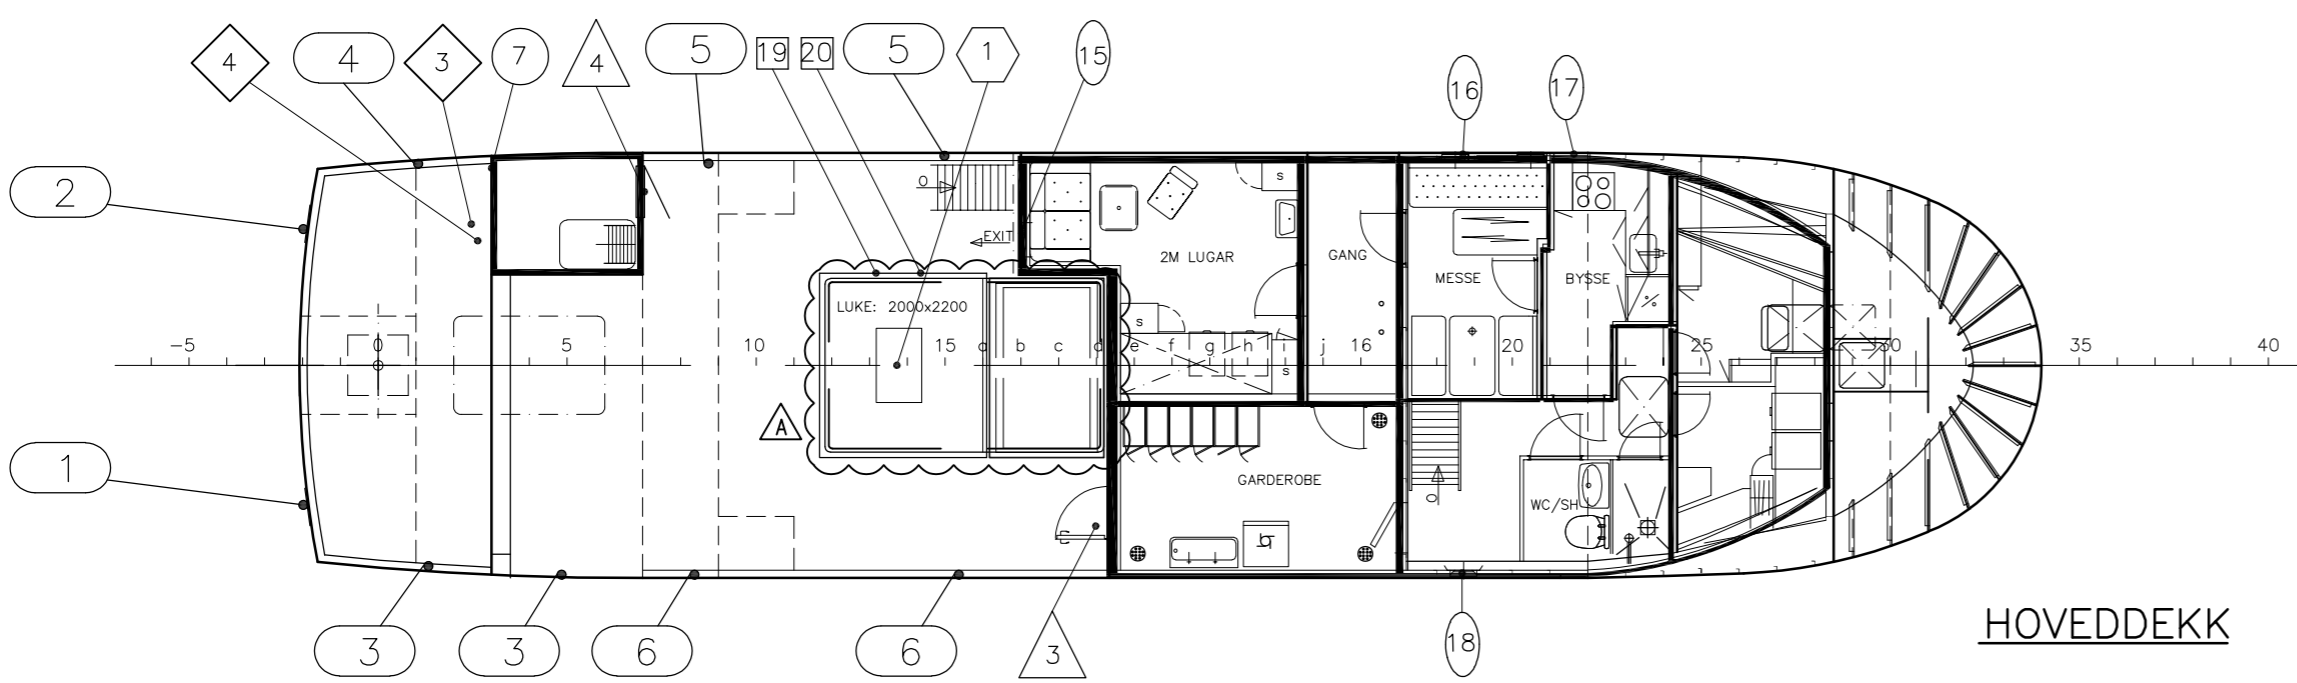 4
4
3
7
4
5
19
20
5
1
15
16
17
2
O
S
EXIT
2M LUGAR
GANG
MESSE
BYSSE
LUKE: 2000x2200
S
-5 0 5 10 15 a b c d e f g h i j 16 20 25 30 35 40
S
A
1
GARDEROBE
O
WC/SH
3
3
6
6
3
18
HOVEDDEKK